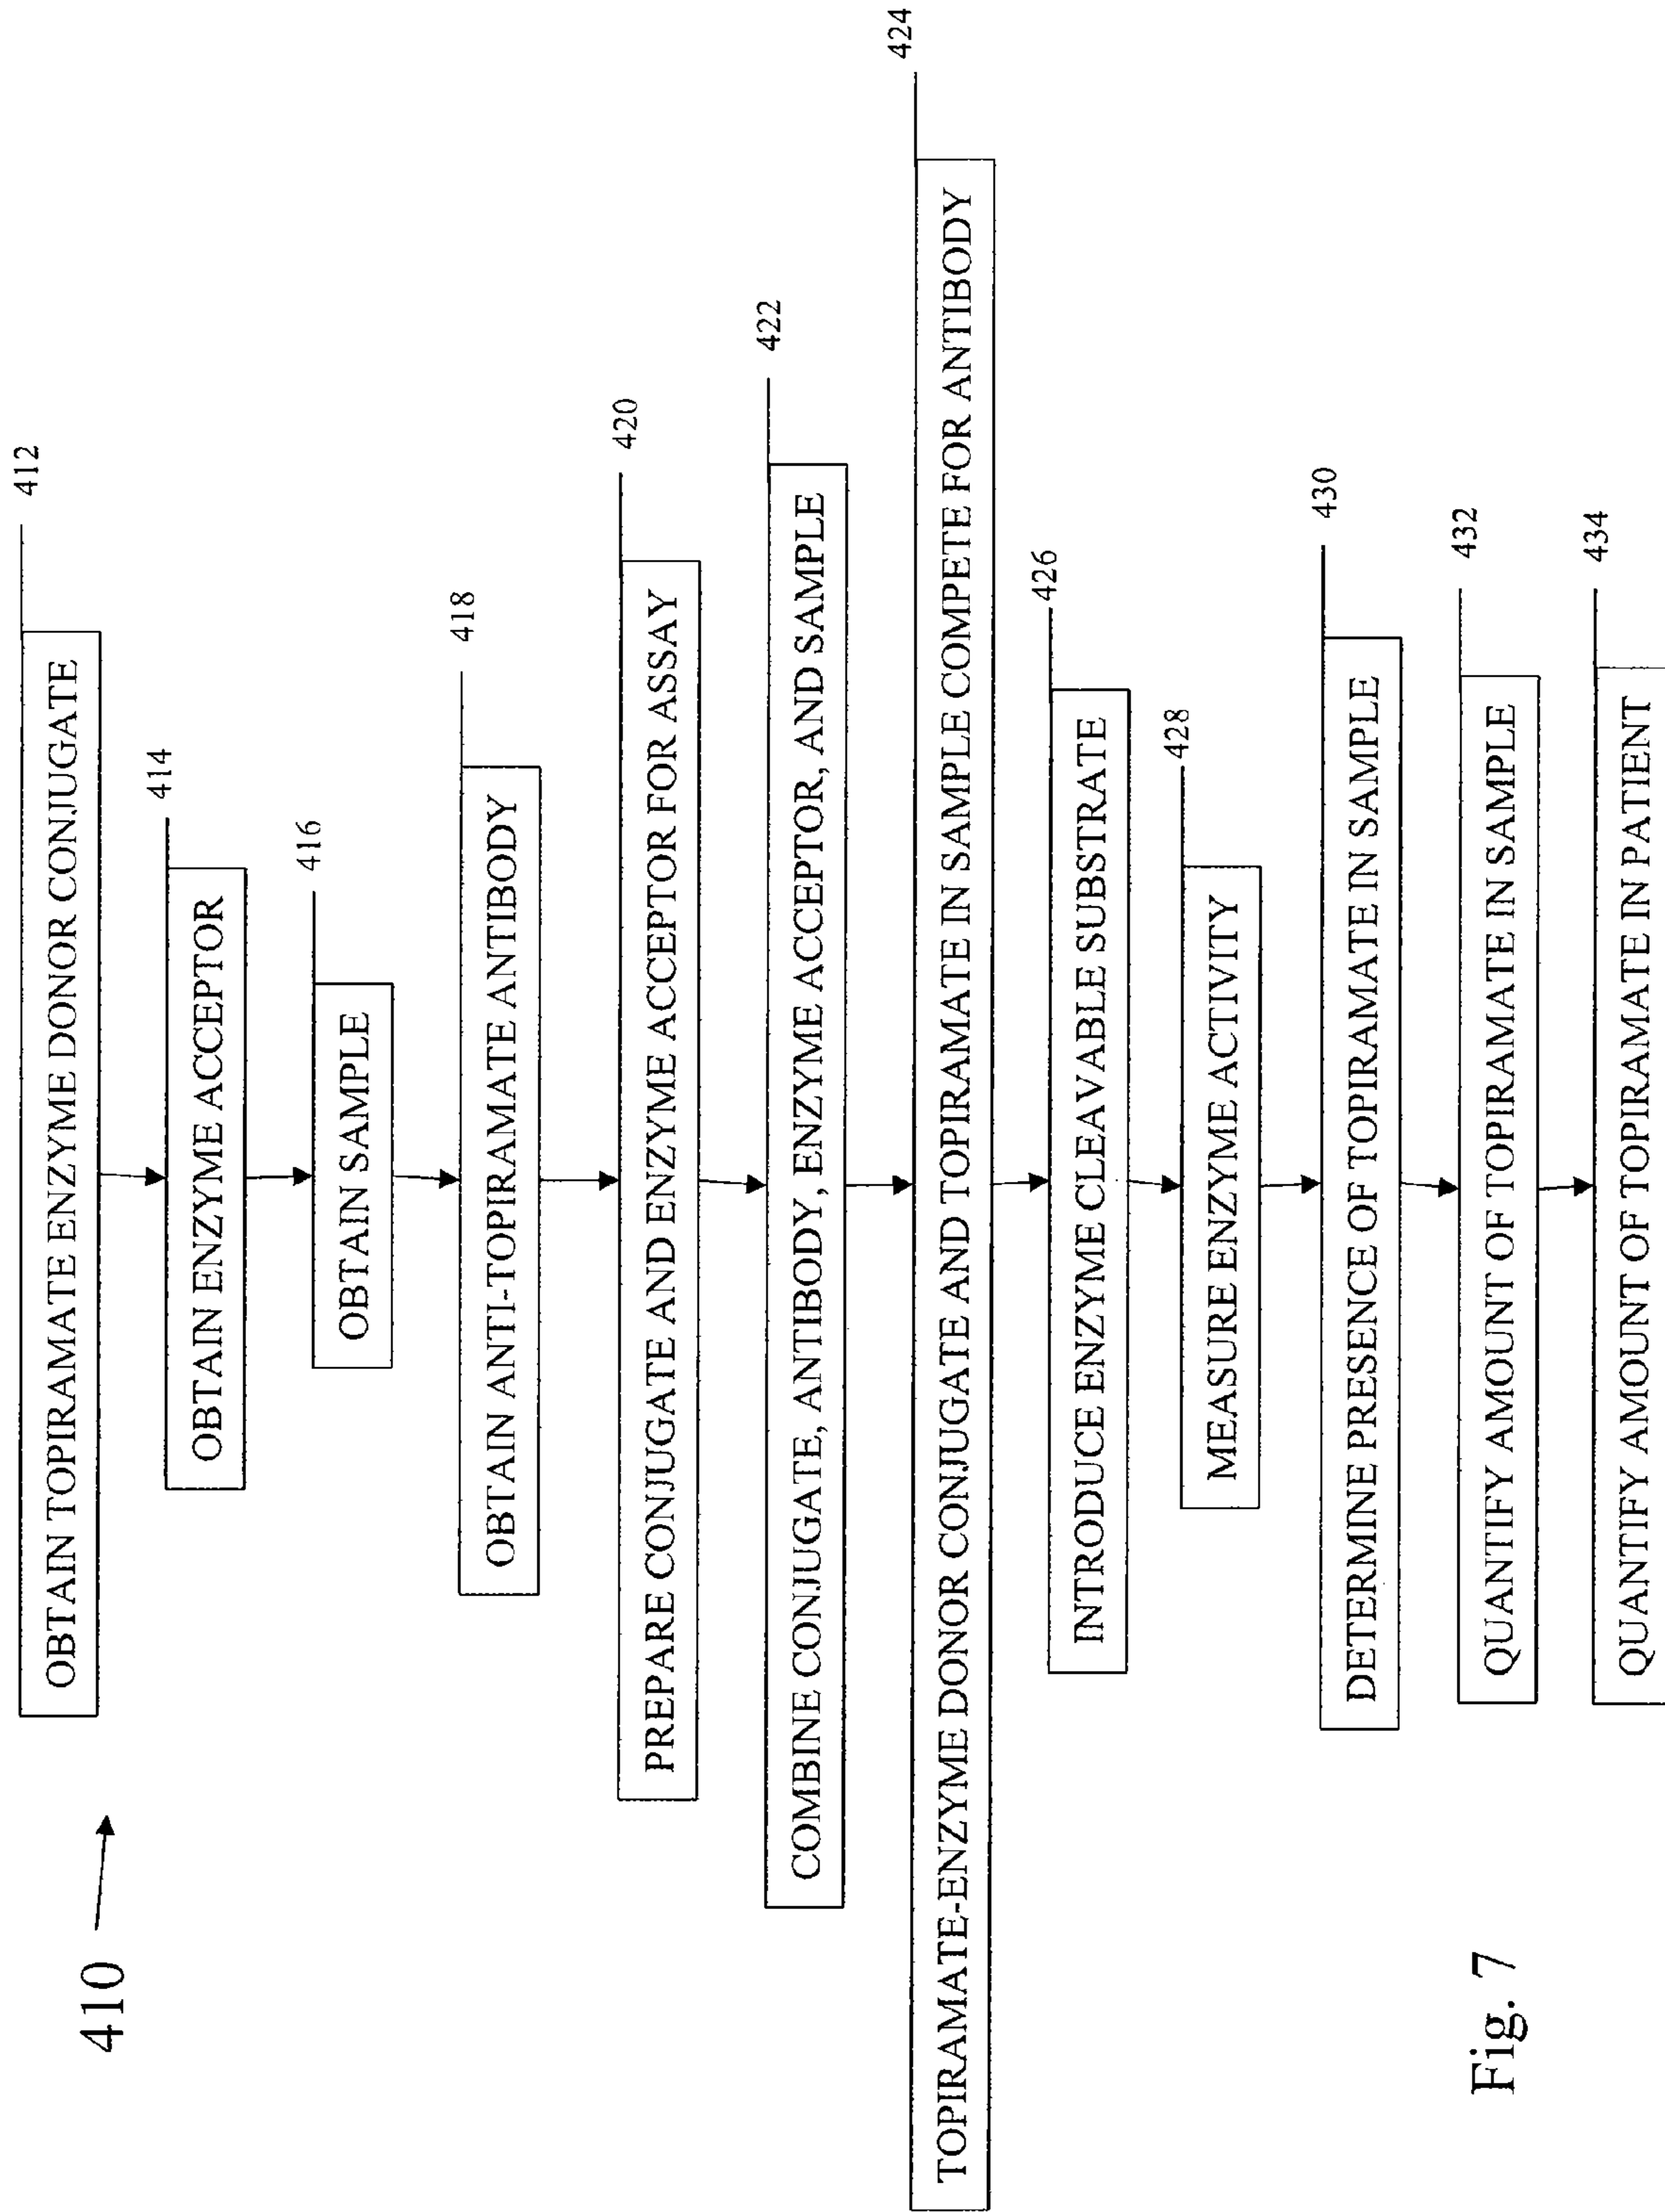 410
OBTAIN TOPIRAMATE ENZYME DONOR CONJUGATE
412
OBTAIN ENZYME ACCEPTOR
414
OBTAIN SAMPLE
416
OBTAIN ANTI-TOPIRAMATE ANTIBODY
418
PREPARE CONJUGATE AND ENZYME ACCEPTOR FOR ASSAY
420
COMBINE CONJUGATE, ANTIBODY, ENZYME ACCEPTOR, AND SAMPLE
422
TOPIRAMATE-ENZYME DONOR CONJUGATE AND TOPIRAMATE IN SAMPLE COMPETE FOR ANTIBODY
424
INTRODUCE ENZYME CLEAVABLE SUBSTRATE
426
MEASURE ENZYME ACTIVITY
428
DETERMINE PRESENCE OF TOPIRAMATE IN SAMPLE
430
QUANTIFY AMOUNT OF TOPIRAMATE IN SAMPLE
432
QUANTIFY AMOUNT OF TOPIRAMATE IN PATIENT
434
Fig. 7